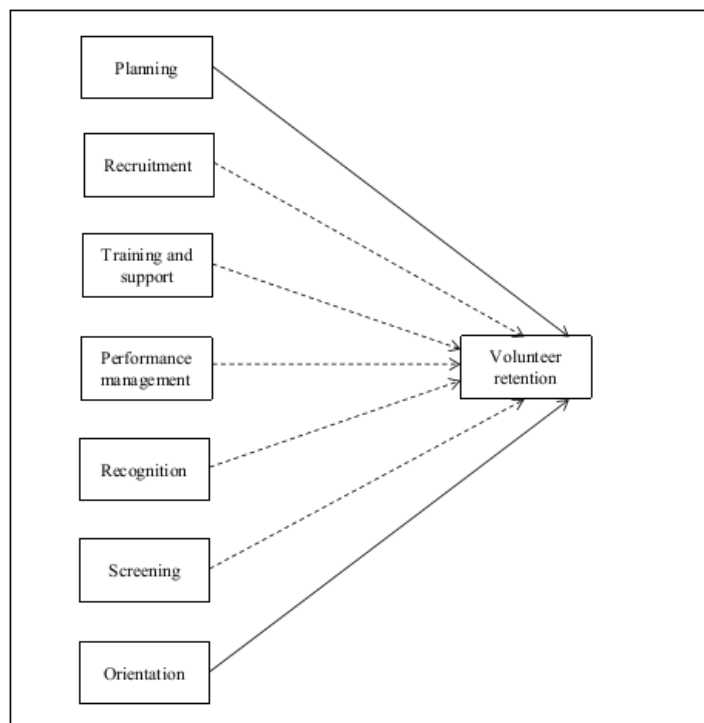 Planning
Recruitment
Training and
support
Performance
management
Volunteer
retention
Recognition
Screening
Orientation